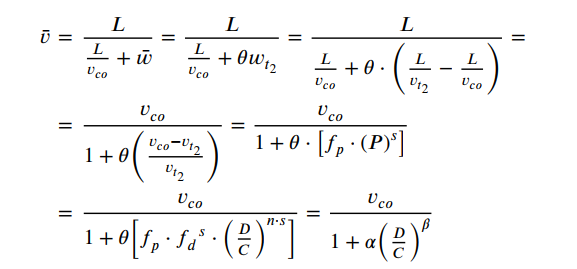 v̄ = L / (L/v_co + w̄) = L / (L/v_co + θw_t₂) = L / (L/v_co + θ · (L/v_t₂ − L/v_co)) =
= v_co / (1 + θ((v_co−v_t₂)/v_t₂)) = v_co / (1 + θ · [f_p · (P)^s])
= v_co / (1 + θ[f_p · f_d^s · (D/C)^(n·s)]) = v_co / (1 + α(D/C)^β)